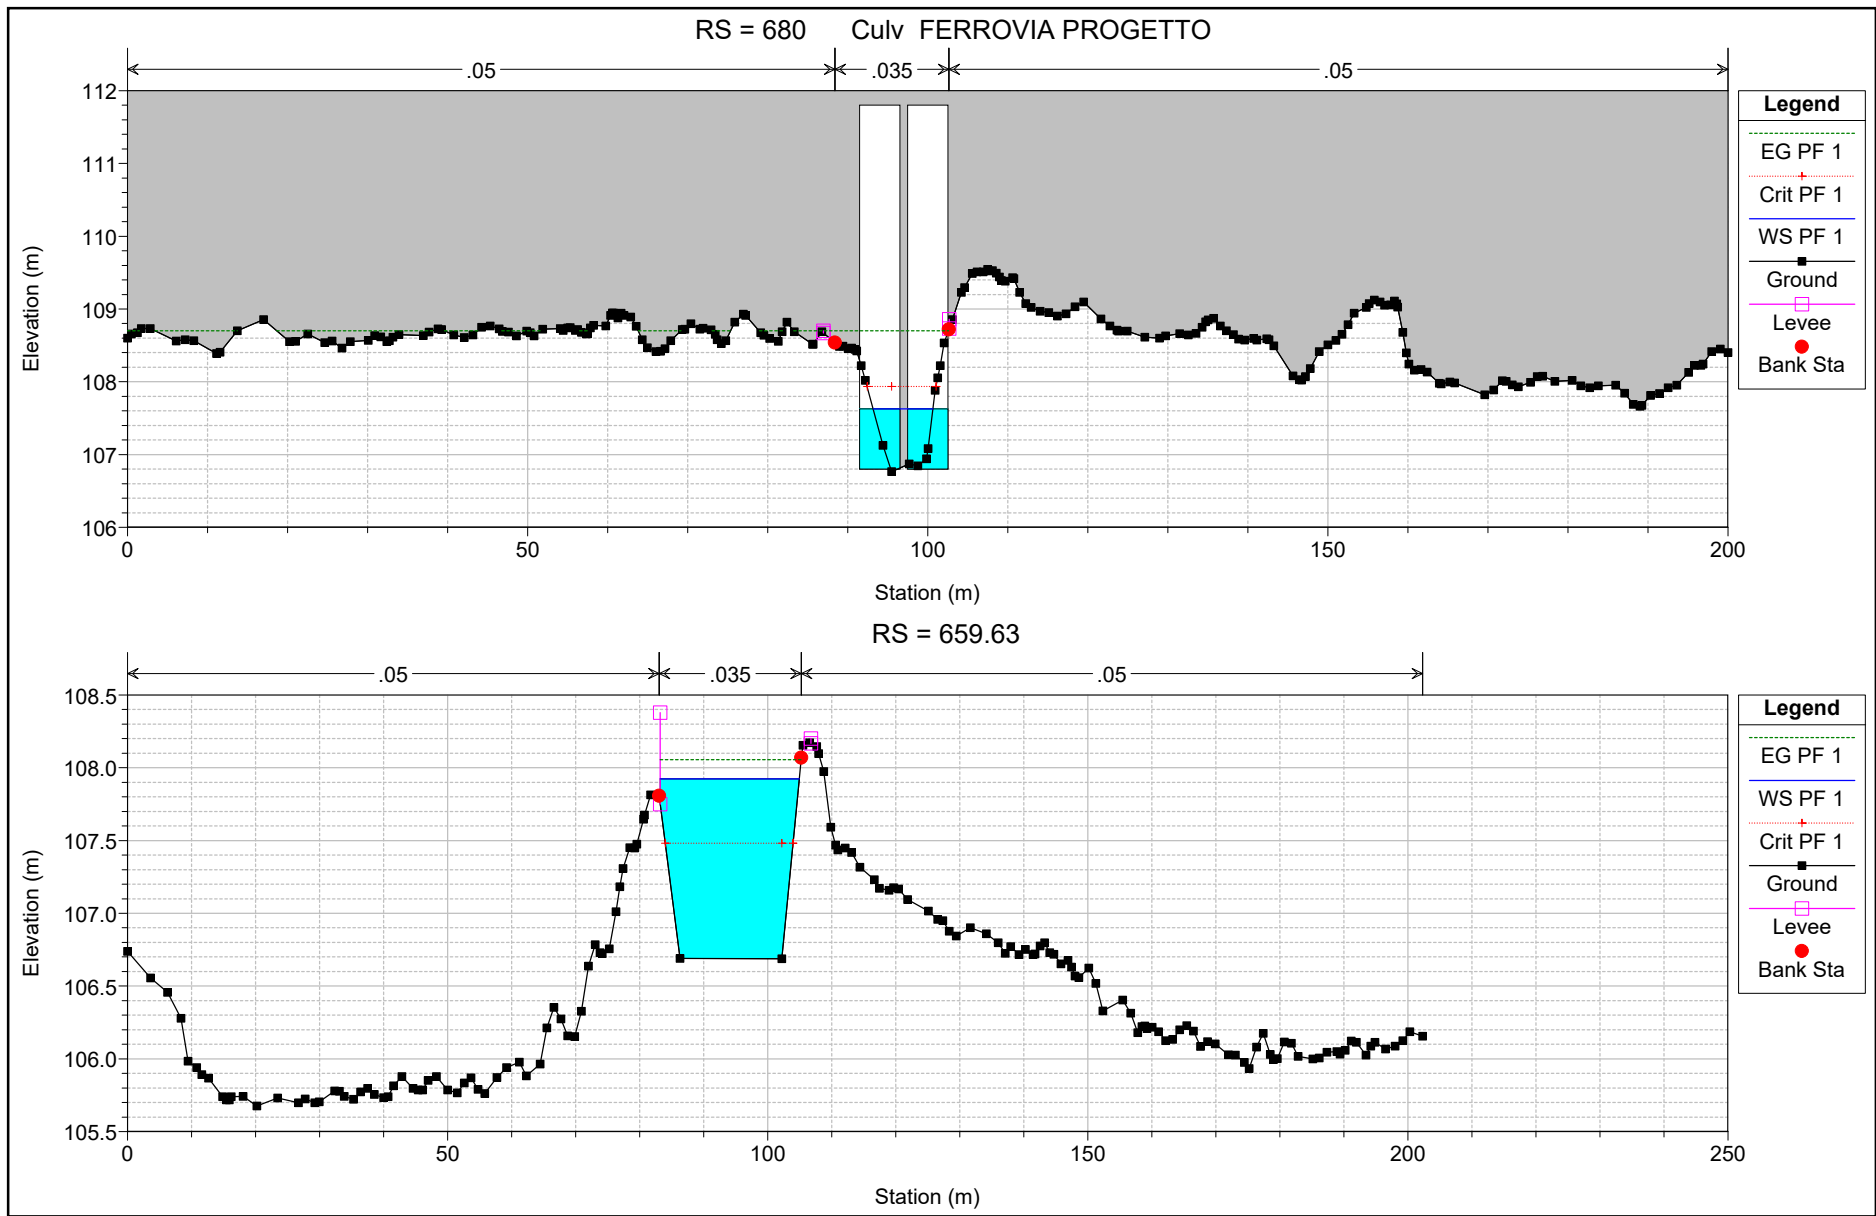 RS = 680 Culv FERROVIA PROGETTO
.05 .035 .05
112
111
110
109
108
107
106
Elevation (m)
0 50 100 150 200
Station (m)
Legend
EG PF 1
Crit PF 1
WS PF 1
Ground
Levee
Bank Sta
RS = 659.63
.05 .035 .05
108.5
108.0
107.5
107.0
106.5
106.0
105.5
Elevation (m)
0 50 100 150 200 250
Station (m)
Legend
EG PF 1
WS PF 1
Crit PF 1
Ground
Levee
Bank Sta